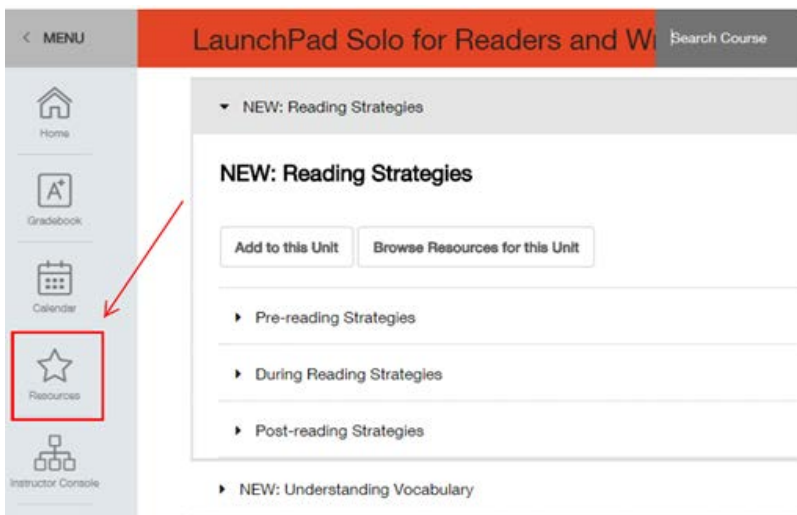 < MENU
LaunchPad Solo for Readers and Wr
Search Course
Home
NEW: Reading Strategies
NEW: Reading Strategies
A+
Gradebook
Add to this Unit
Browse Resources for this Unit
Calendar
Pre-reading Strategies
During Reading Strategies
Resources
Post-reading Strategies
Instructor Console
NEW: Understanding Vocabulary